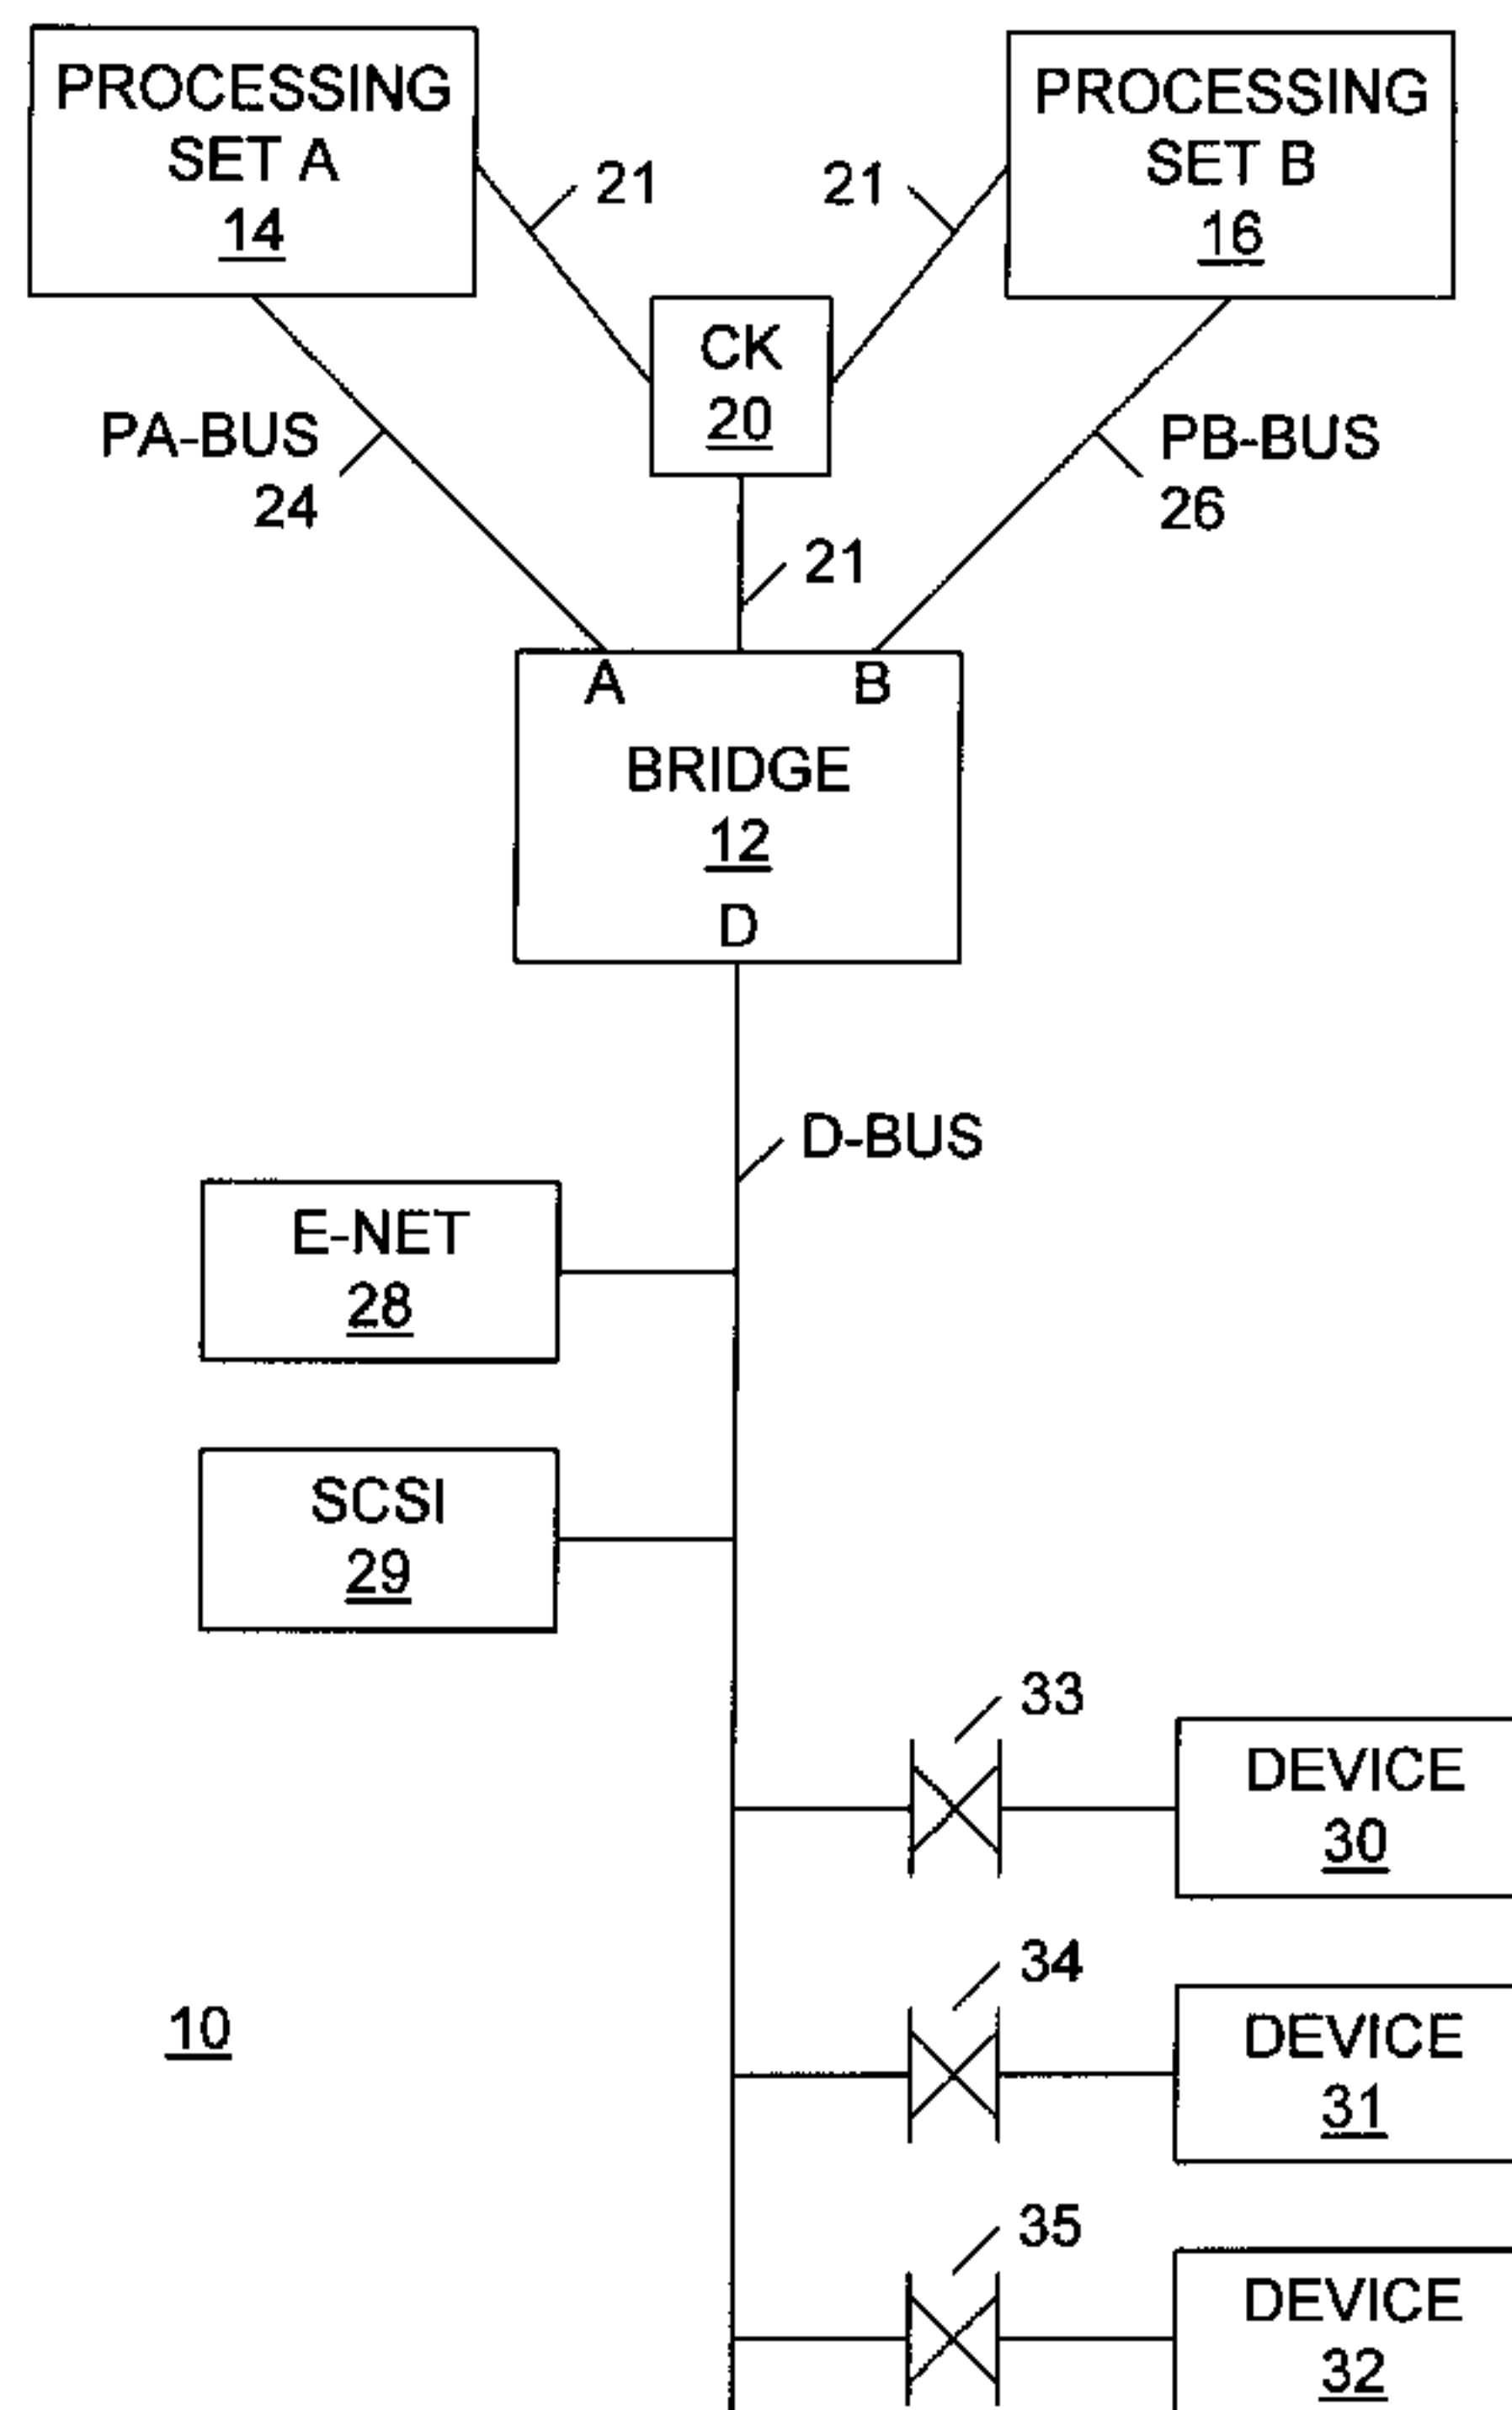 PROCESSING
SET A
14
PROCESSING
SET B
16
21
21
CK
20
PA-BUS
24
PB-BUS
26
21
A
B
BRIDGE
12
D
D-BUS
E-NET
28
SCSI
29
33
DEVICE
30
34
DEVICE
31
10
35
DEVICE
32